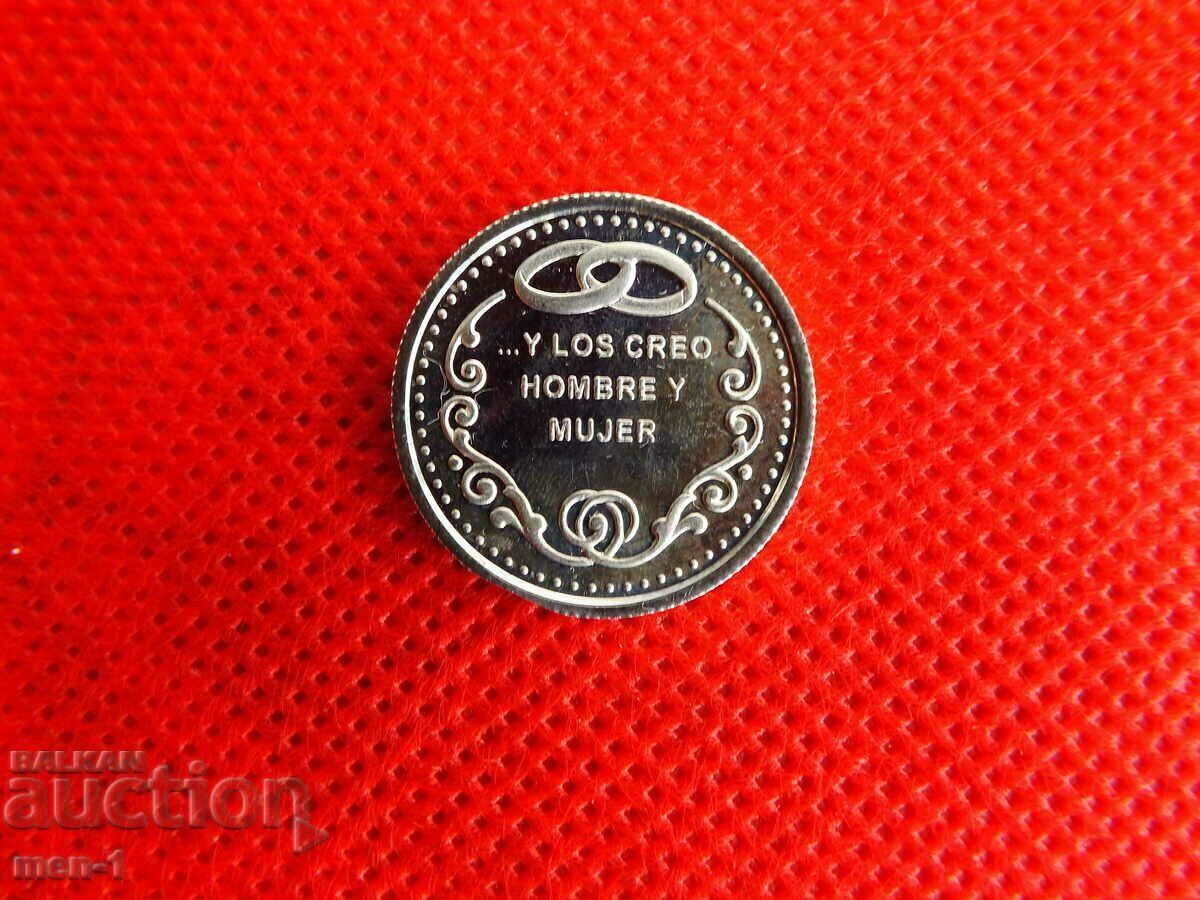 ...Y LOS CREO
HOMBRE Y
MUJER
BALKAN
auction
men-1